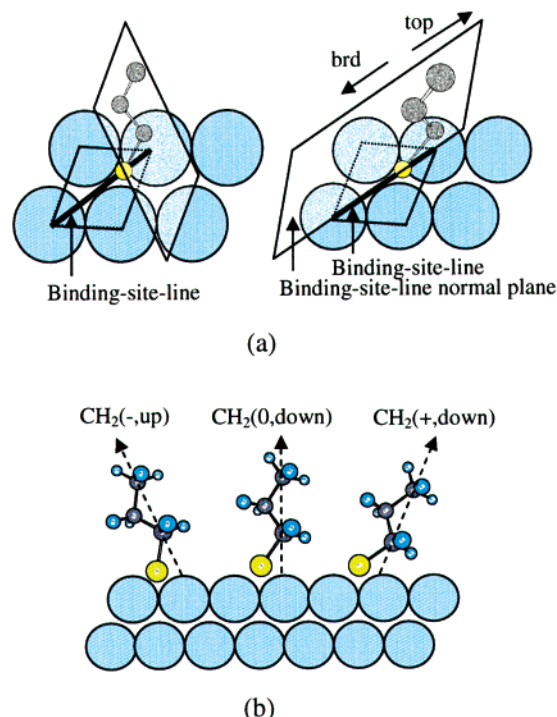 top
brd
Binding-site-line
Binding-site-line
Binding-site-line normal plane
(a)
CH₂(-,up)
CH₂(0,down)
CH₂(+,down)
(b)